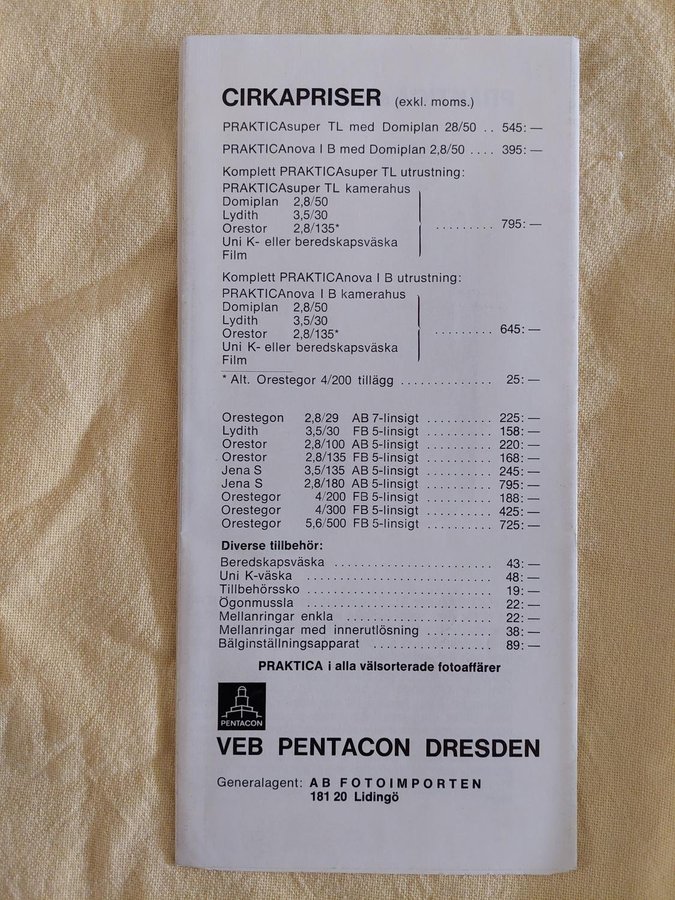 CIRKAPRISER (exkl. moms.)
PRAKTICAsuper TL med Domiplan 28/50 .. 545: —
PRAKTICAnova I B med Domiplan 2,8/50 .... 395: —
Komplett PRAKTICAsuper TL utrustning:
PRAKTICAsuper TL kamerahus
Domiplan 2,8/50
Lydith 3,5/30
Orestor 2,8/135* ......... 795: —
Uni K- eller beredskapsväska
Film
Komplett PRAKTICAnova I B utrustning:
PRAKTICAnova I B kamerahus
Domiplan 2,8/50
Lydith 3,5/30
Orestor 2,8/135* ......... 645: —
Uni K- eller beredskapsväska
Film
* Alt. Orestegor 4/200 tillägg .............. 25: —
Orestegon 2,8/29 AB 7-linsigt .......... 225: —
Lydith 3,5/30 FB 5-linsigt .......... 158: —
Orestor 2,8/100 AB 5-linsigt .......... 220: —
Orestor 2,8/135 FB 5-linsigt .......... 168: —
Jena S 3,5/135 AB 5-linsigt .......... 245: —
Jena S 2,8/180 AB 5-linsigt .......... 795: —
Orestegor 4/200 FB 5-linsigt .......... 188: —
Orestegor 4/300 FB 5-linsigt .......... 425: —
Orestegor 5,6/500 FB 5-linsigt .......... 725: —
Diverse tillbehör:
Beredskapsväska ........................ 43: —
Uni K-väska ............................ 48: —
Tillbehörssko .......................... 19: —
Ögonmussla ............................ 22: —
Mellanringar enkla ..................... 22: —
Mellanringar med innerutlösning .......... 38: —
Bälginställningsapparat .................. 89: —
PRAKTICA i alla välsorterade fotoaffärer
PENTACON
VEB PENTACON DRESDEN
Generalagent: AB FOTOIMPORTEN
181 20 Lidingö